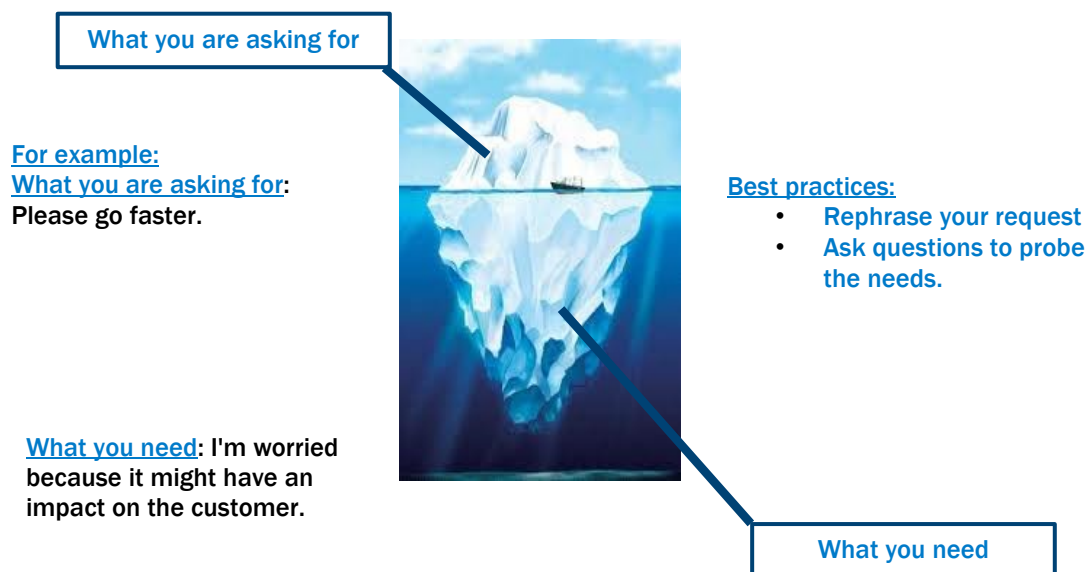 What you are asking for
For example:
What you are asking for:
Please go faster.
Best practices:
• Rephrase your request
• Ask questions to probe
the needs.
What you need: I'm worried
because it might have an
impact on the customer.
What you need